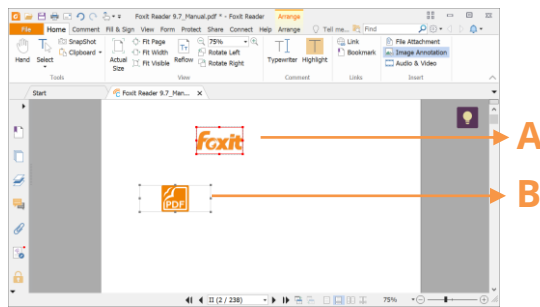 Foxit Reader 9.7_Manual.pdf * - Foxit Reader Arrange
File Home Comment Fill & Sign View Form Protect Share Connect Help Arrange Tell me... Find
Hand Select SnapShot Clipboard Actual Size Fit Page Fit Width Fit Visible Reflow 75% Rotate Left Rotate Right Typewriter Highlight Link Bookmark File Attachment Image Annotation Audio & Video
Tools View Comment Links Insert
Start Foxit Reader 9.7_Man... X
foxit
A
PDF
B
II (2 / 238) 75%